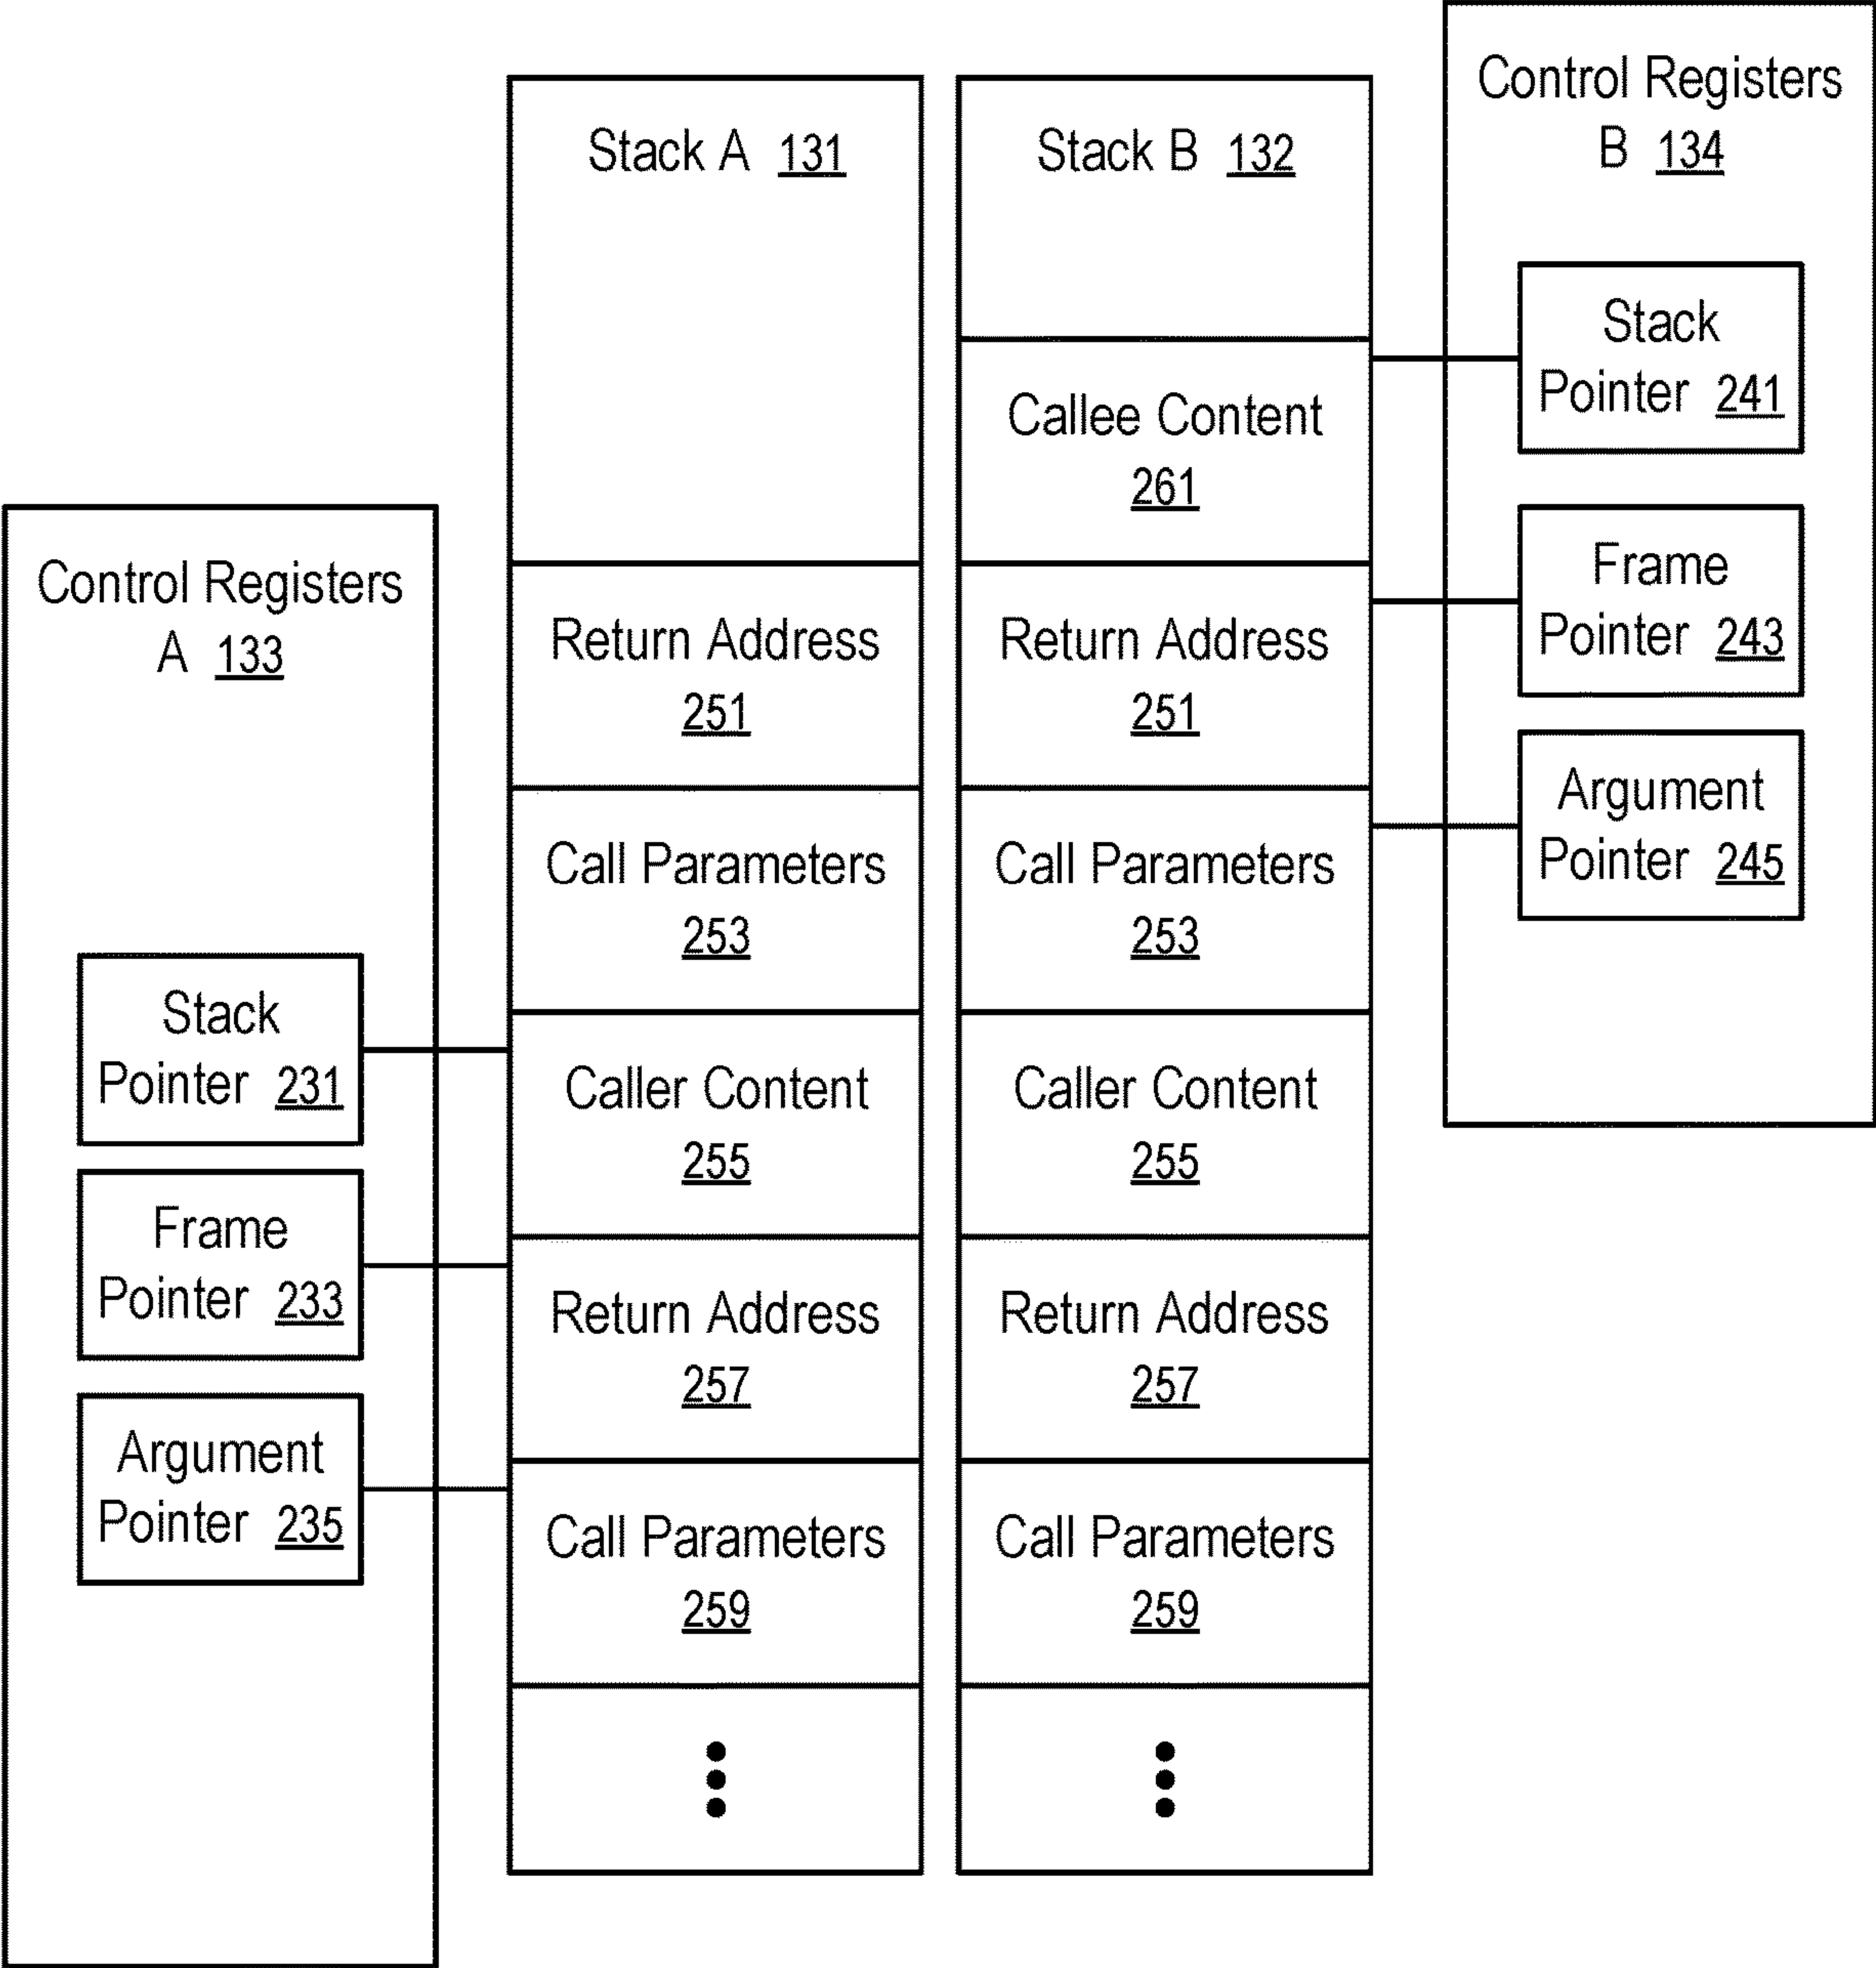 Control Registers
A 133
Stack
Pointer 231
Frame
Pointer 233
Argument
Pointer 235
Stack A 131
Return Address
251
Call Parameters
253
Caller Content
255
Return Address
257
Call Parameters
259
Stack B 132
Callee Content
261
Return Address
251
Call Parameters
253
Caller Content
255
Return Address
257
Call Parameters
259
Control Registers
B 134
Stack
Pointer 241
Frame
Pointer 243
Argument
Pointer 245